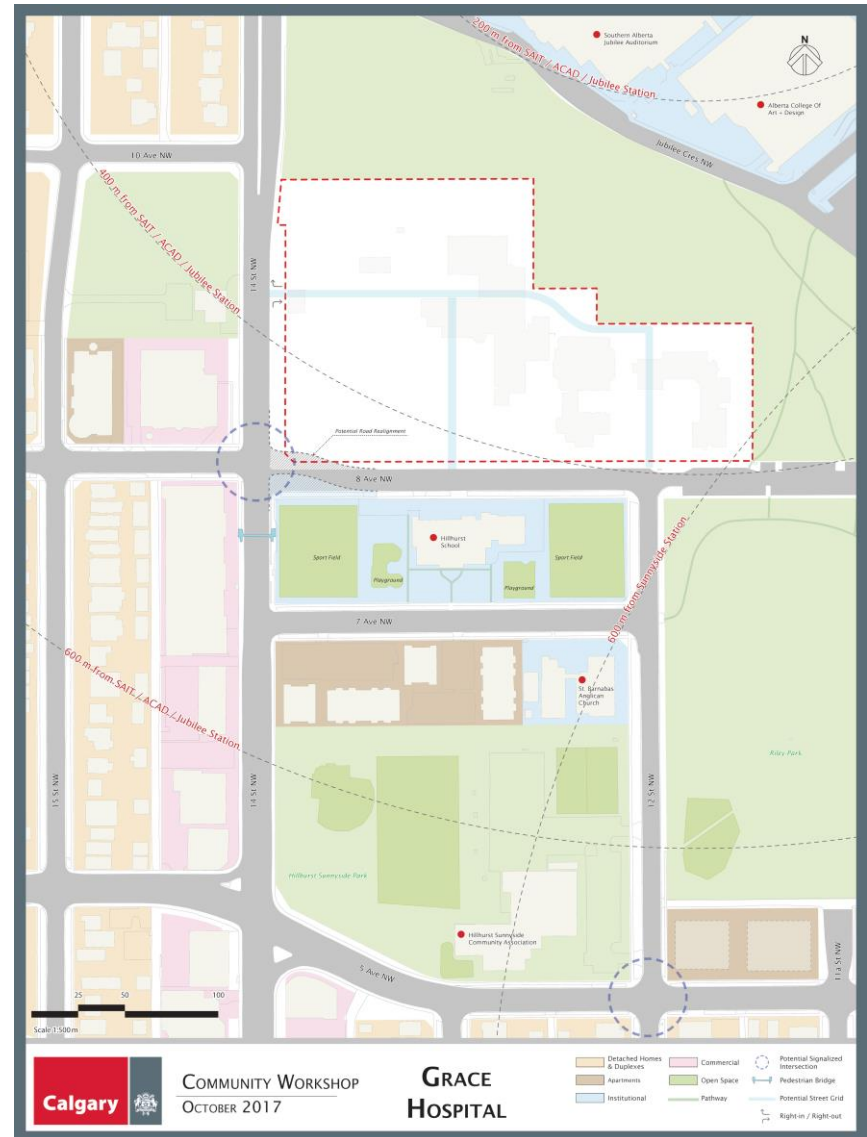 200 m from SAIT / ACAD / Jubilee Station
Southern Alberta
Jubilee Auditorium
N
Alberta College Of
Art + Design
Jubilee Cres NW
10 Ave NW
400 m from SAIT / ACAD / Jubilee Station
14 St NW
Potential Road Realignment
8 Ave NW
Hillhurst
School
Sport Field
Sport Field
Playground
Playground
600 m from Sunnyside Station
7 Ave NW
600 m from SAIT / ACAD / Jubilee Station
St. Barnabas
Anglican
Church
Riley Park
15 St NW
14 St NW
12 St NW
Hillhurst Sunnyside Park
Hillhurst Sunnyside
Community Association
5 Ave NW
11a St NW
25
50
100
Scale 1:500m
Calgary
COMMUNITY WORKSHOP
OCTOBER 2017
GRACE
HOSPITAL
Detached Homes
& Duplexes
Apartments
Institutional
Commercial
Open Space
Pathway
Potential Signalized
Intersection
Pedestrian Bridge
Potential Street Grid
Right-in / Right-out